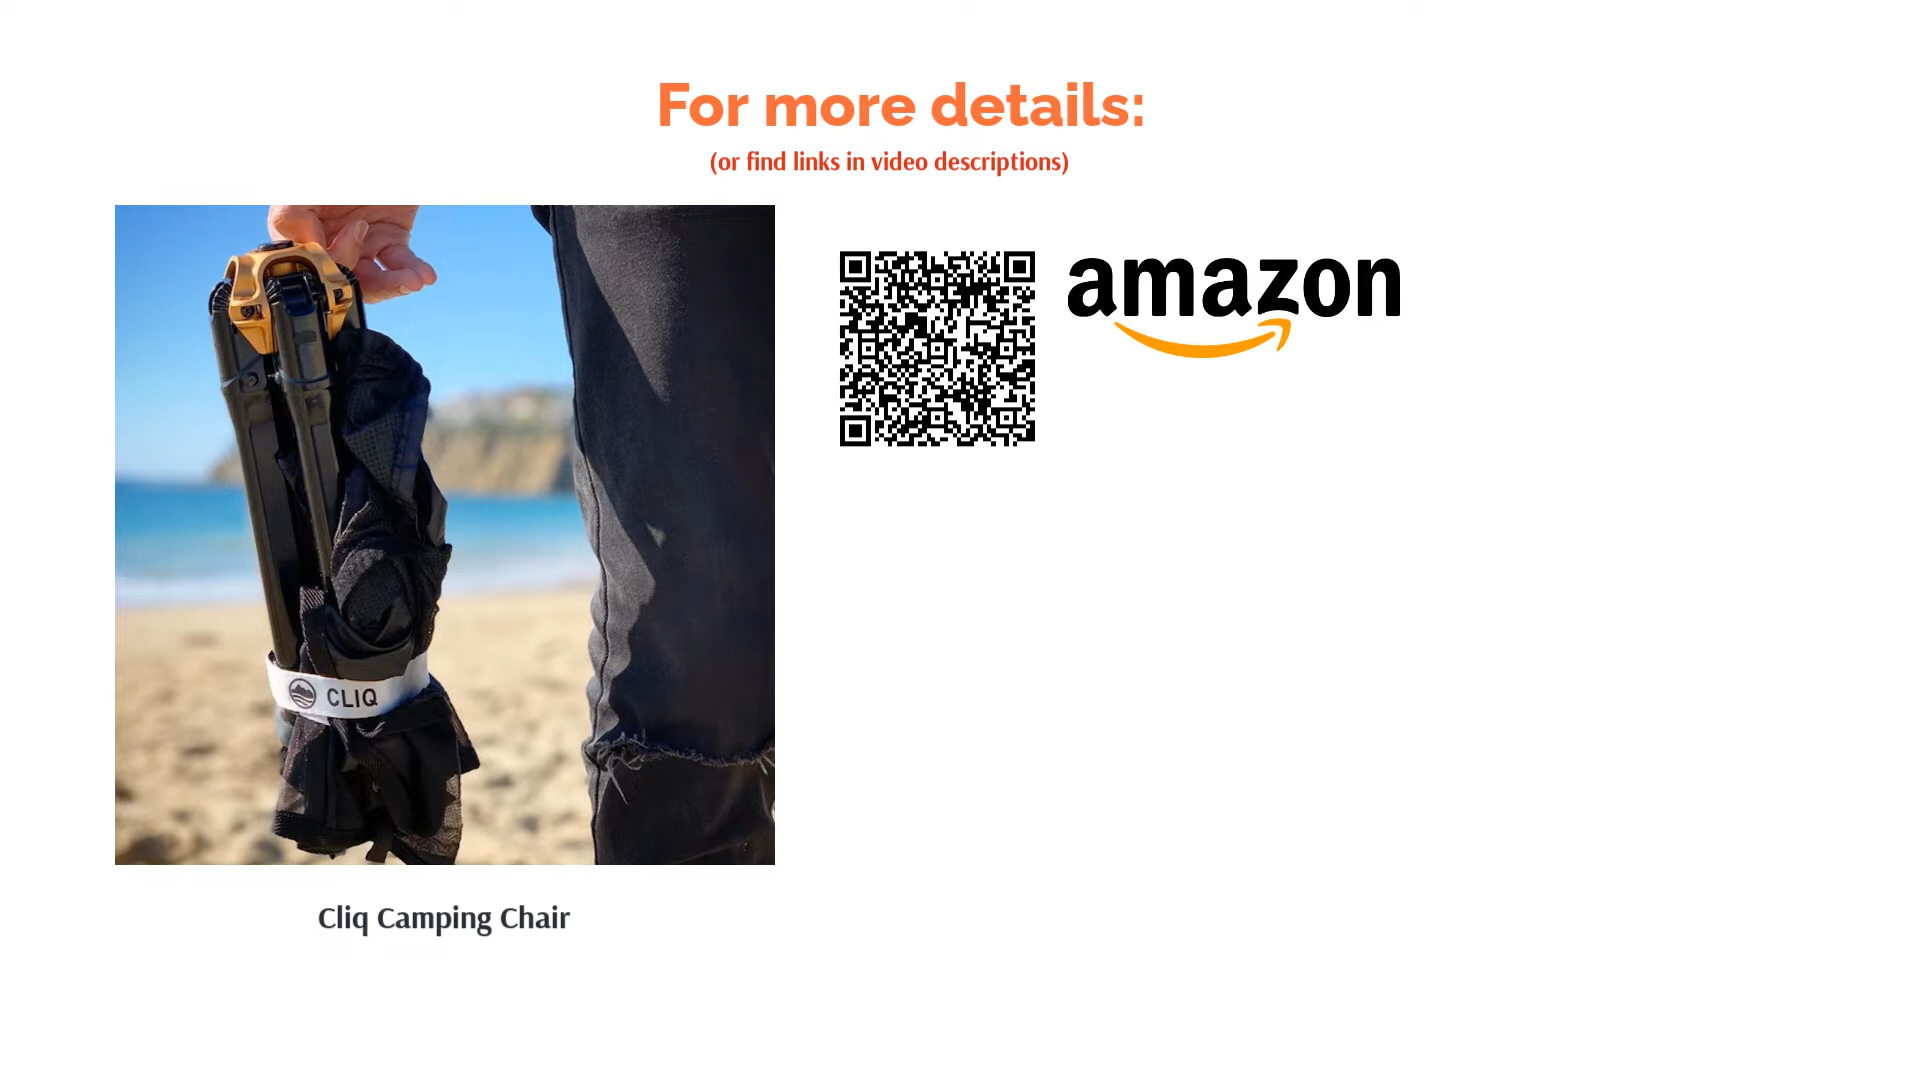 For more details:
(or find links in video descriptions)
amazon
CLIQ
Cliq Camping Chair